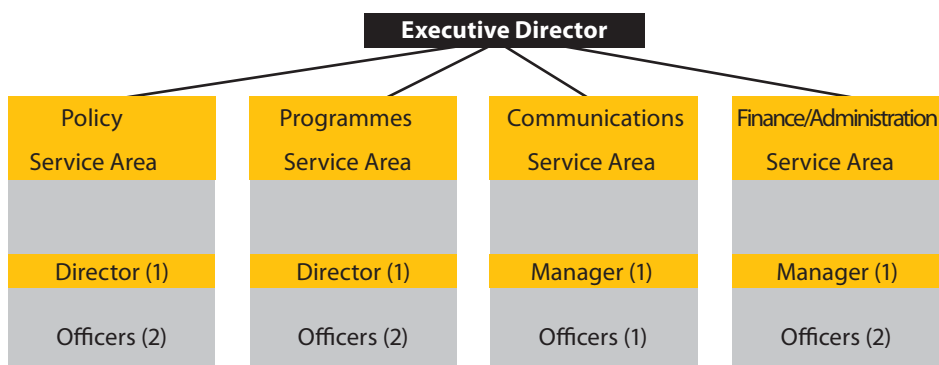 Executive Director
Policy
Service Area
Director (1)
Officers (2)
Programmes
Service Area
Director (1)
Officers (2)
Communications
Service Area
Manager (1)
Officers (1)
Finance/Administration
Service Area
Manager (1)
Officers (2)